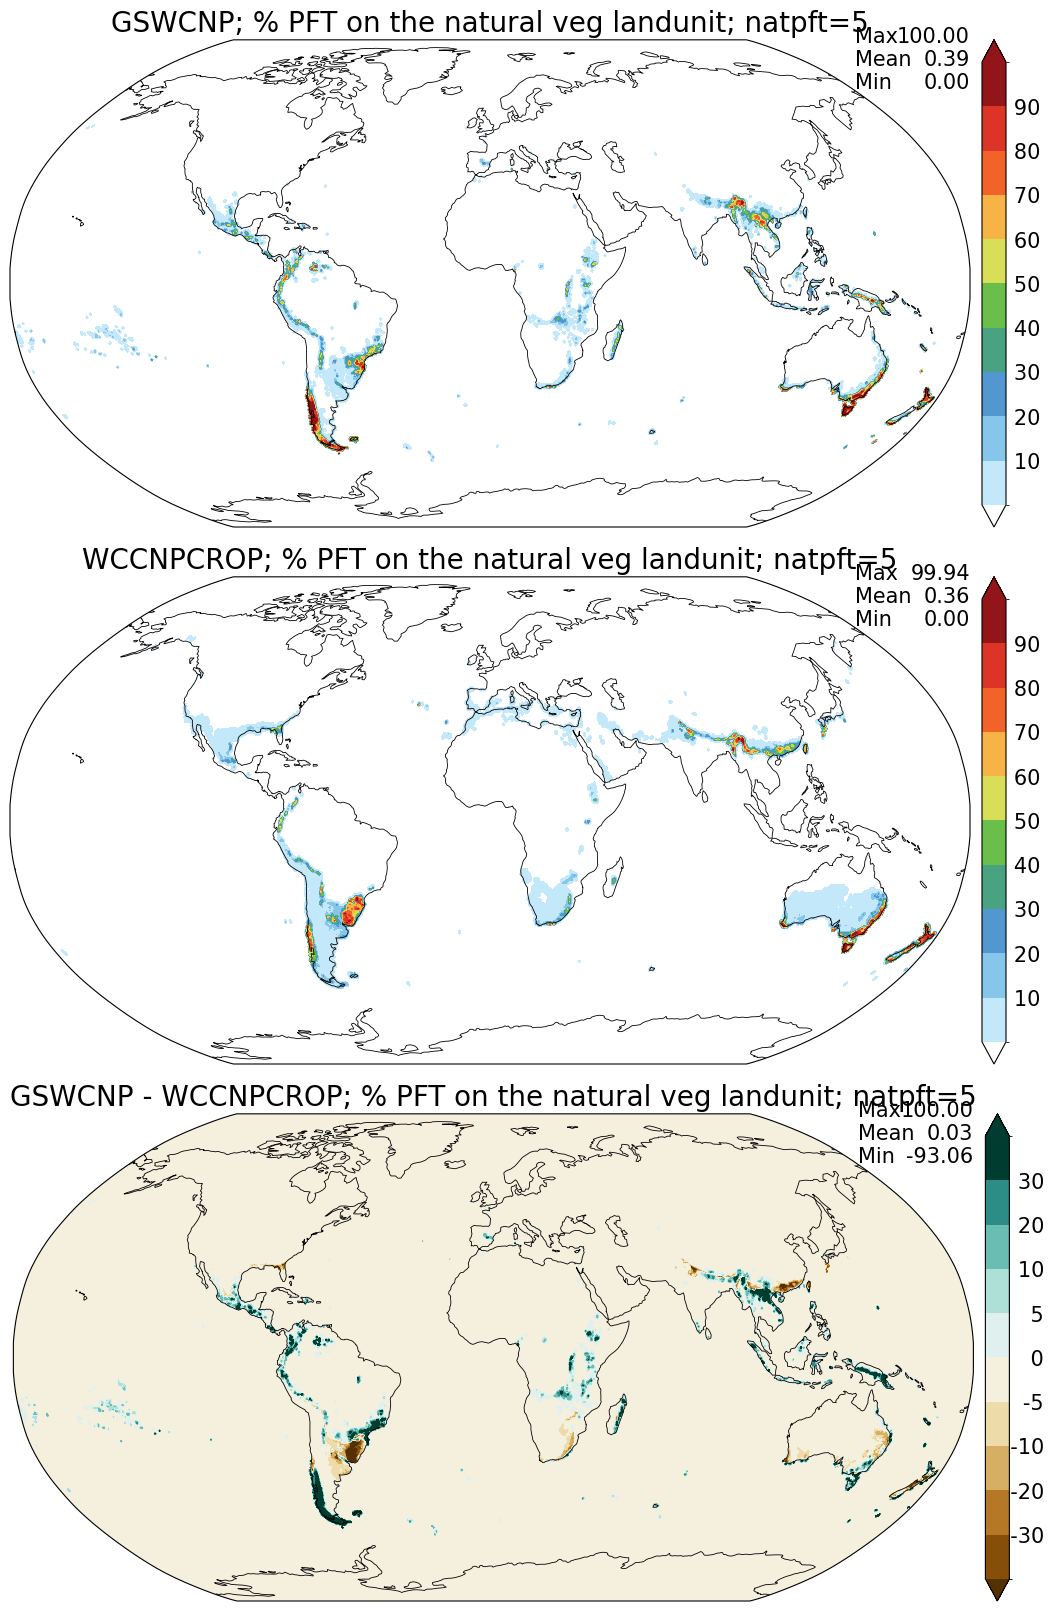 GSWCNP; % PFT on the natural veg landunit; natpft=5
Max100.00
Mean 0.39
Min 0.00
90
80
70
60
50
40
30
20
10
WCCNPCROP; % PFT on the natural veg landunit; natpft=5
Max 99.94
Mean 0.36
Min 0.00
90
80
70
60
50
40
30
20
10
GSWCNP - WCCNPCROP; % PFT on the natural veg landunit; natpft=5
Max100.00
Mean 0.03
Min -93.06
30
20
10
5
0
-5
-10
-20
-30